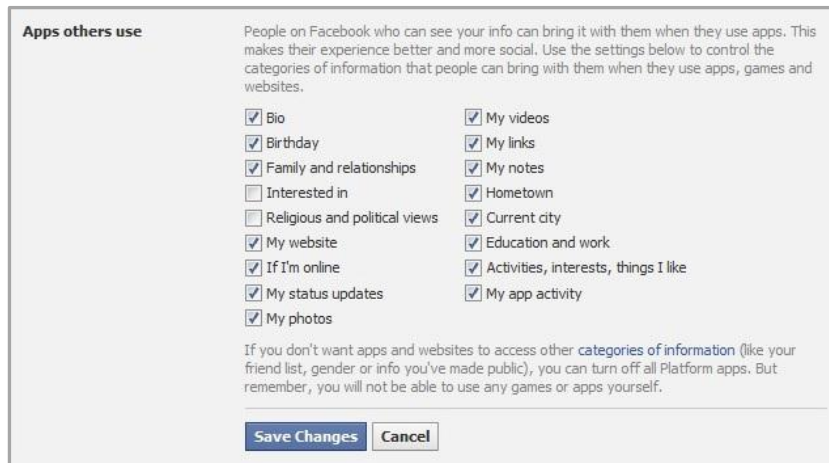 Apps others use
People on Facebook who can see your info can bring it with them when they use apps. This
makes their experience better and more social. Use the settings below to control the
categories of information that people can bring with them when they use apps, games and
websites.
Bio
My videos
Birthday
My links
Family and relationships
My notes
Interested in
Hometown
Religious and political views
Current city
My website
Education and work
If I'm online
Activities, interests, things I like
My status updates
My app activity
My photos
If you don't want apps and websites to access other categories of information (like your
friend list, gender or info you've made public), you can turn off all Platform apps. But
remember, you will not be able to use any games or apps yourself.
Save Changes
Cancel